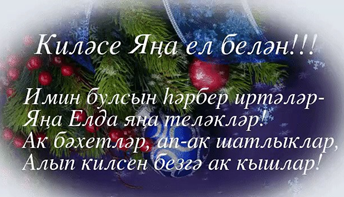 Киләсе Яңа ел белән!!!
Имин булсын һәрбер иртәләр-
Яңа Елда яңа теләкләр!
Ак бәхетләр, ап-ак шатлыклар,
Алып килсен безгә ак кышлар!